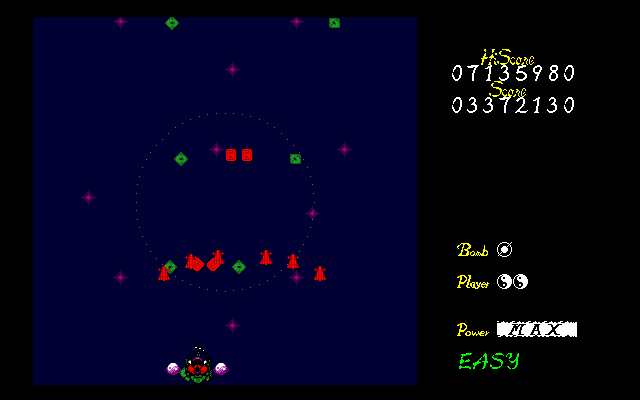 HiScore
07135980
Score
03372130
Bomb
Player
Power MAX
EASY